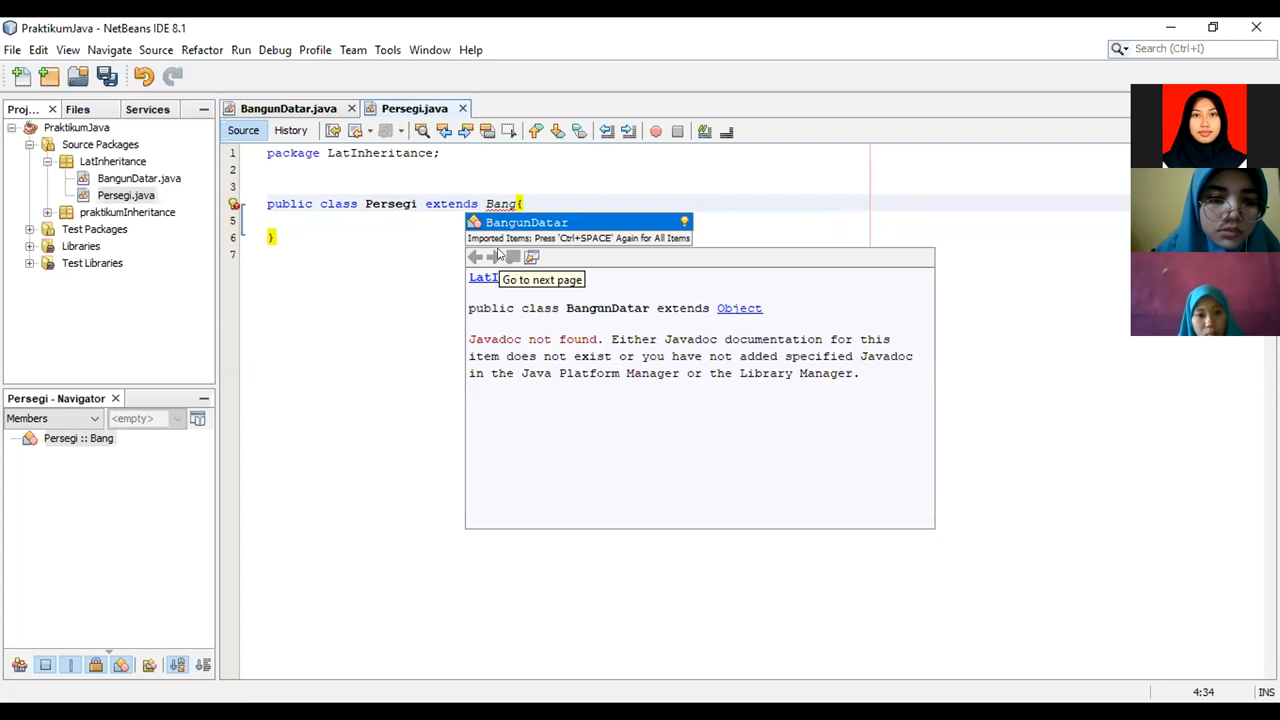 PraktikumJava - NetBeans IDE 8.1
File Edit View Navigate Source Refactor Run Debug Profile Team Tools Window Help
Search (Ctrl+I)
Proj... Files Services
BangunDatar.java Persegi.java
PraktikumJava
Source Packages
LatInheritance
BangunDatar.java
Persegi.java
praktikumInheritance
Test Packages
Libraries
Test Libraries
Source History
1 package LatInheritance;
2
3
public class Persegi extends Bang{
5
6 }
7
BangunDatar
Imported Items; Press 'Ctrl+SPACE' Again for All Items
LatI
Go to next page
public class BangunDatar extends Object
Javadoc not found. Either Javadoc documentation for this
item does not exist or you have not added specified Javadoc
in the Java Platform Manager or the Library Manager.
Persegi - Navigator
Members <empty>
Persegi :: Bang
4:34 INS